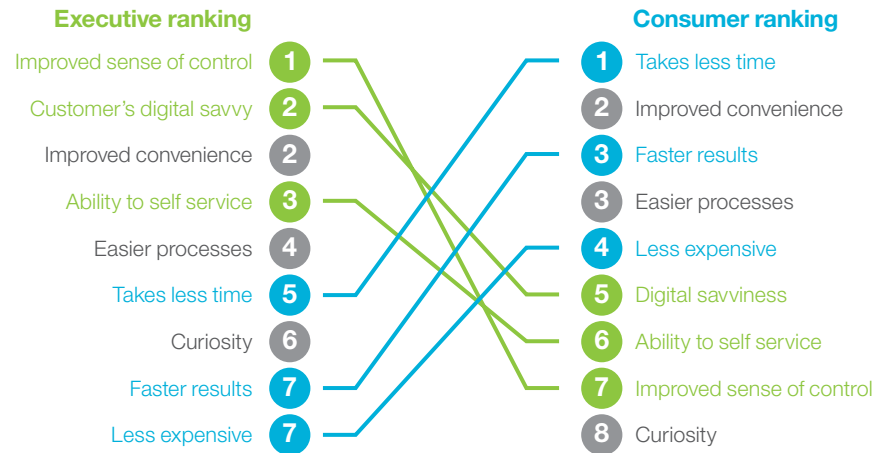 Executive ranking
Improved sense of control 1
Customer's digital savvy 2
Improved convenience 2
Ability to self service 3
Easier processes 4
Takes less time 5
Curiosity 6
Faster results 7
Less expensive 7
Consumer ranking
1 Takes less time
2 Improved convenience
3 Faster results
3 Easier processes
4 Less expensive
5 Digital savviness
6 Ability to self service
7 Improved sense of control
8 Curiosity